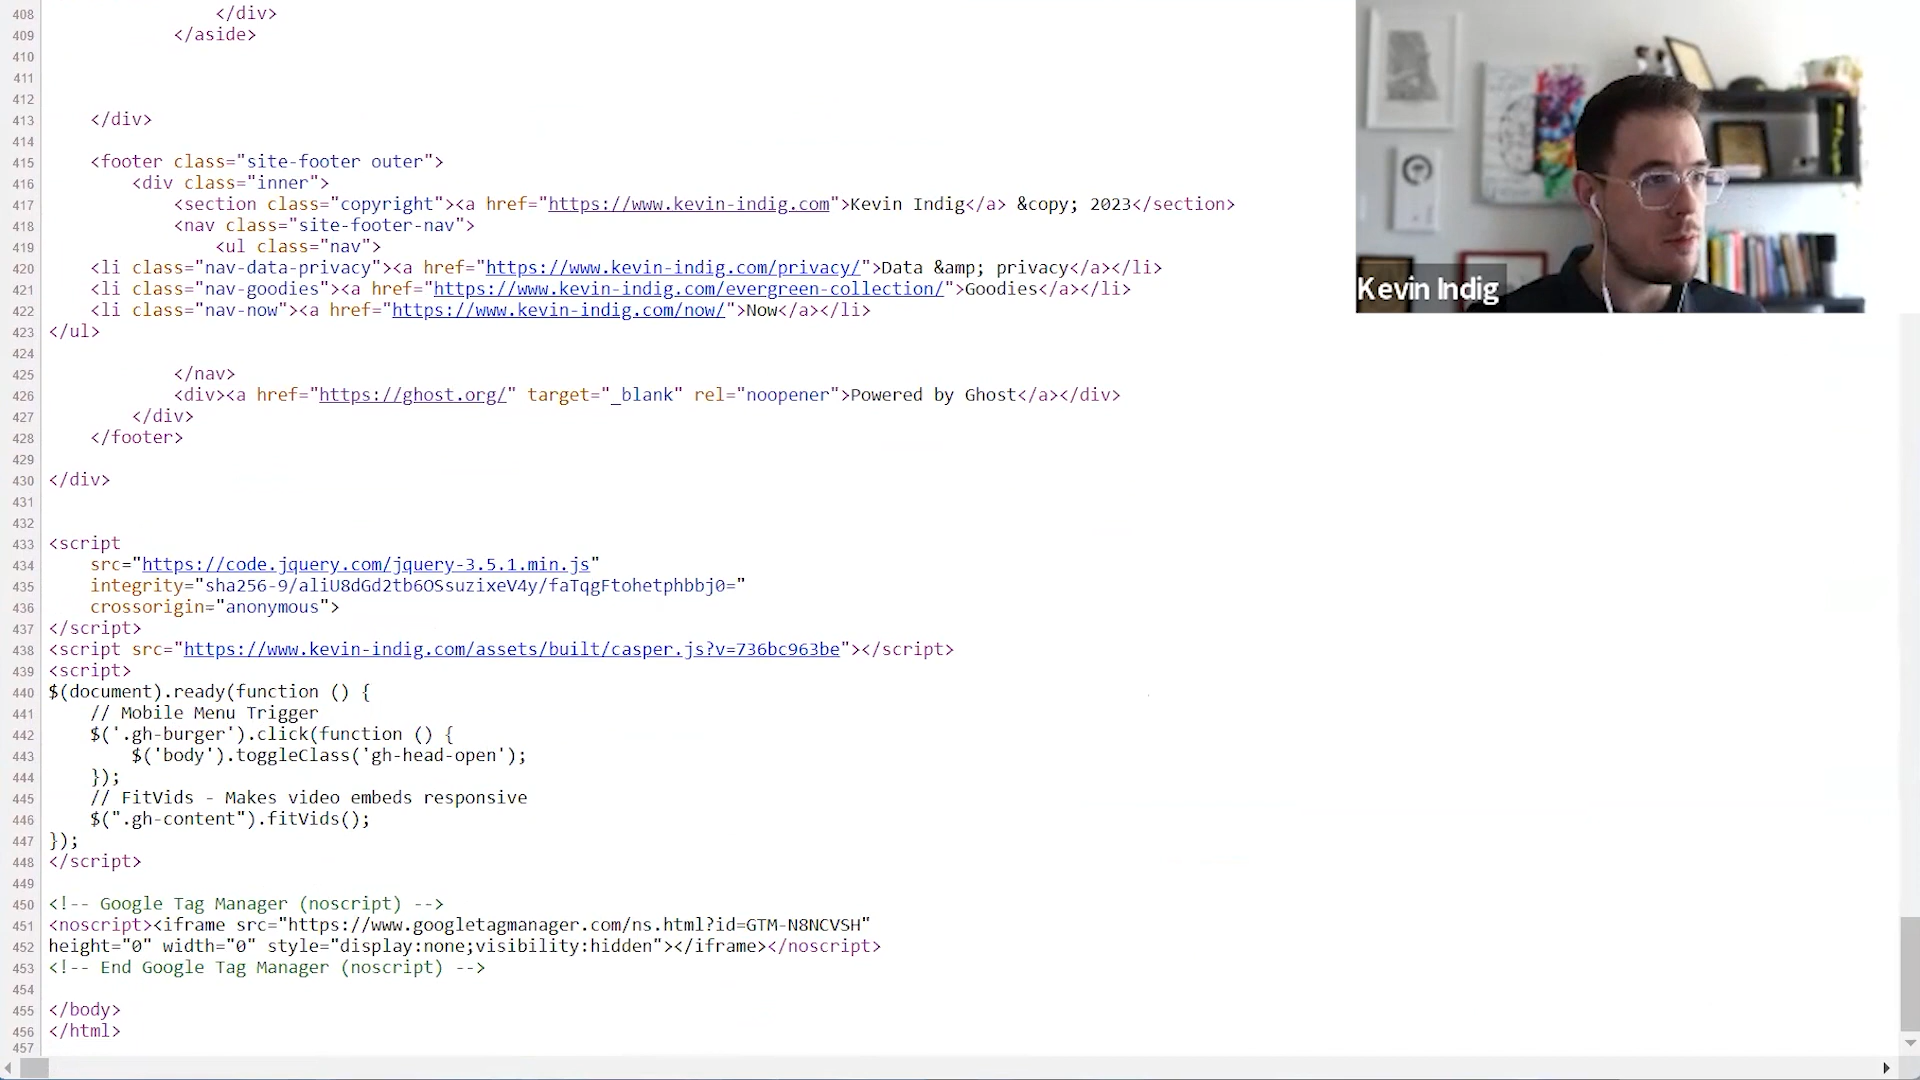 408 </div>
409 </aside>
410
411
412
413 </div>
414
415 <footer class="site-footer outer">
416 <div class="inner">
417 <section class="copyright"><a href="https://www.kevin-indig.com">Kevin Indig</a> &copy; 2023</section>
418 <nav class="site-footer-nav">
419 <ul class="nav">
420 <li class="nav-data-privacy"><a href="https://www.kevin-indig.com/privacy/">Data &amp; privacy</a></li>
421 <li class="nav-goodies"><a href="https://www.kevin-indig.com/evergreen-collection/">Goodies</a></li>
422 <li class="nav-now"><a href="https://www.kevin-indig.com/now/">Now</a></li>
423 </ul>
424
425 </nav>
426 <div><a href="https://ghost.org/" target="_blank" rel="noopener">Powered by Ghost</a></div>
427 </div>
428 </footer>
429
430 </div>
431
432
433 <script
434 src="https://code.jquery.com/jquery-3.5.1.min.js"
435 integrity="sha256-9/aliU8dGd2tb6OSsuzixeV4y/faTqgFtohetphbbj0="
436 crossorigin="anonymous">
437 </script>
438 <script src="https://www.kevin-indig.com/assets/built/casper.js?v=736bc963be"></script>
439 <script>
440 $(document).ready(function () {
441 // Mobile Menu Trigger
442 $('.gh-burger').click(function () {
443 $('body').toggleClass('gh-head-open');
444 });
445 // FitVids - Makes video embeds responsive
446 $(".gh-content").fitVids();
447 });
448 </script>
449
450 <!-- Google Tag Manager (noscript) -->
451 <noscript><iframe src="https://www.googletagmanager.com/ns.html?id=GTM-N8NCVSH"
452 height="0" width="0" style="display:none;visibility:hidden"></iframe></noscript>
453 <!-- End Google Tag Manager (noscript) -->
454
455 </body>
456 </html>
457
Kevin Indig